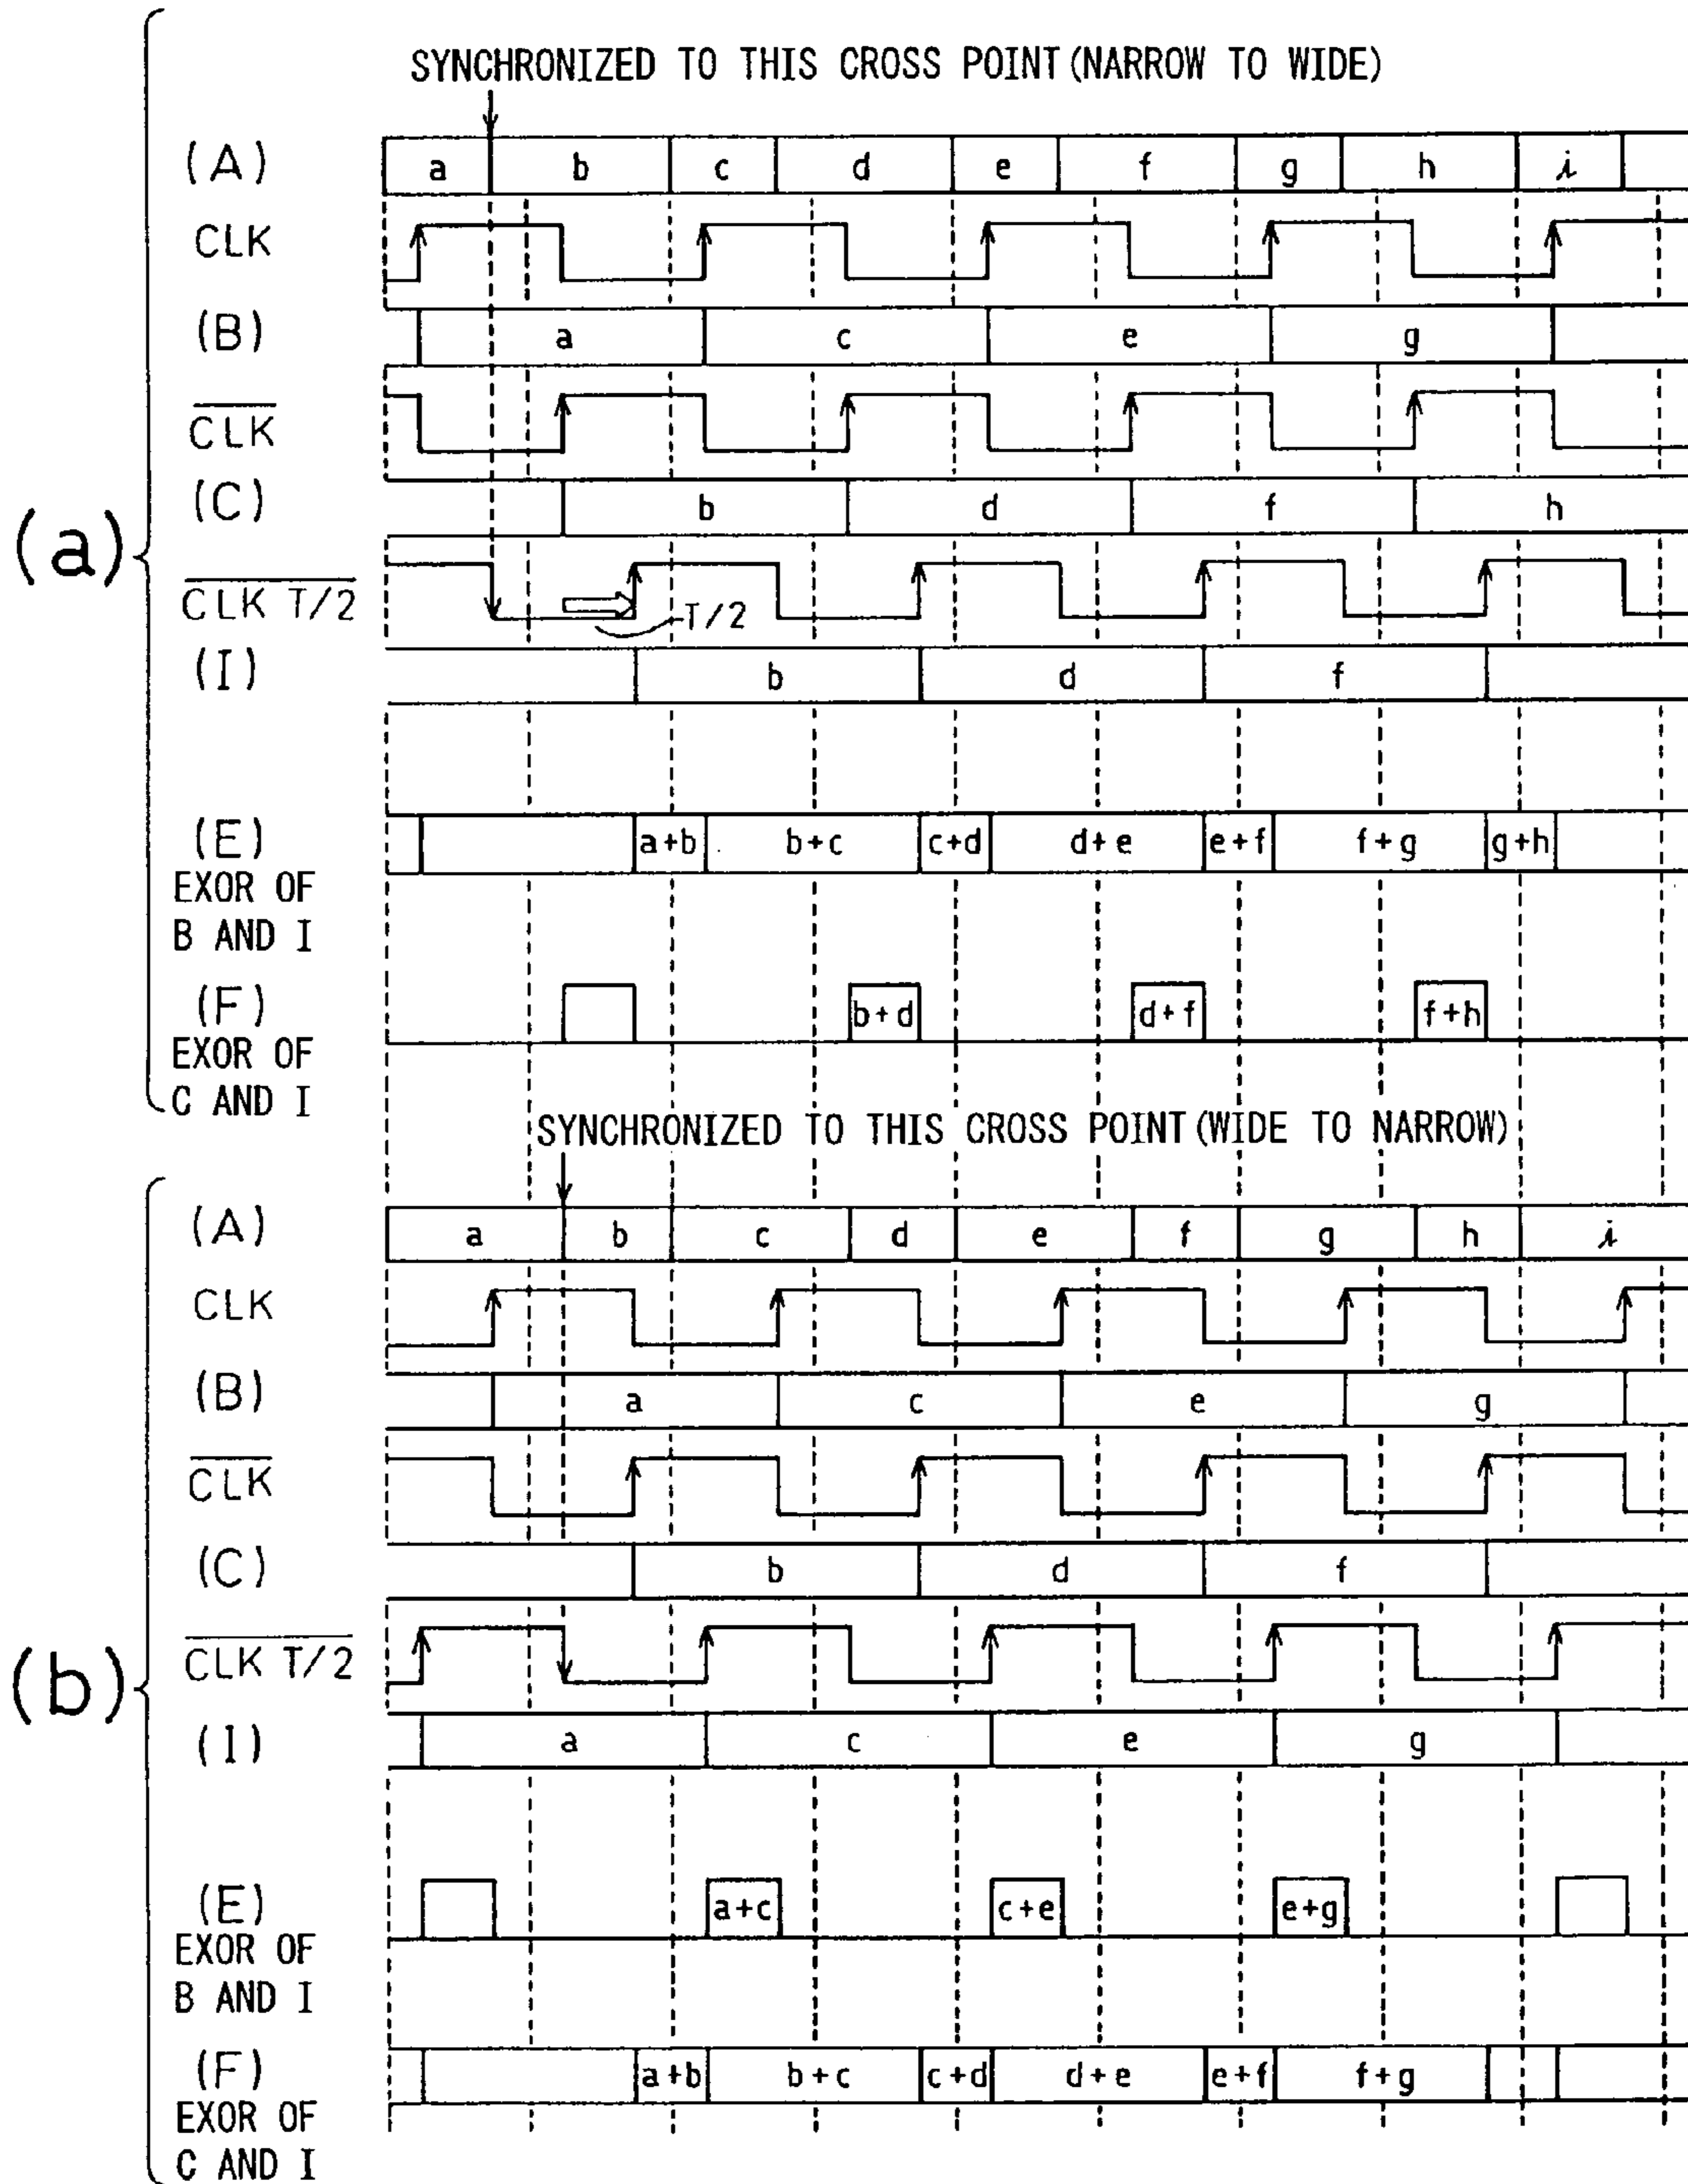 (a)
SYNCHRONIZED TO THIS CROSS POINT (NARROW TO WIDE)
(A) a b c d e f g h i
CLK
(B) a c e g
CLK
(C) b d f h
CLK T/2 T/2
(I) b d f
(E) a+b b+c c+d d+e e+f f+g g+h
EXOR OF
B AND I
(F) b+d d+f f+h
EXOR OF
C AND I
(b)
SYNCHRONIZED TO THIS CROSS POINT (WIDE TO NARROW)
(A) a b c d e f g h i
CLK
(B) a c e g
CLK
(C) b d f
CLK T/2
(I) a c e g
(E) a+c c+e e+g
EXOR OF
B AND I
(F) a+b b+c c+d d+e e+f f+g
EXOR OF
C AND I